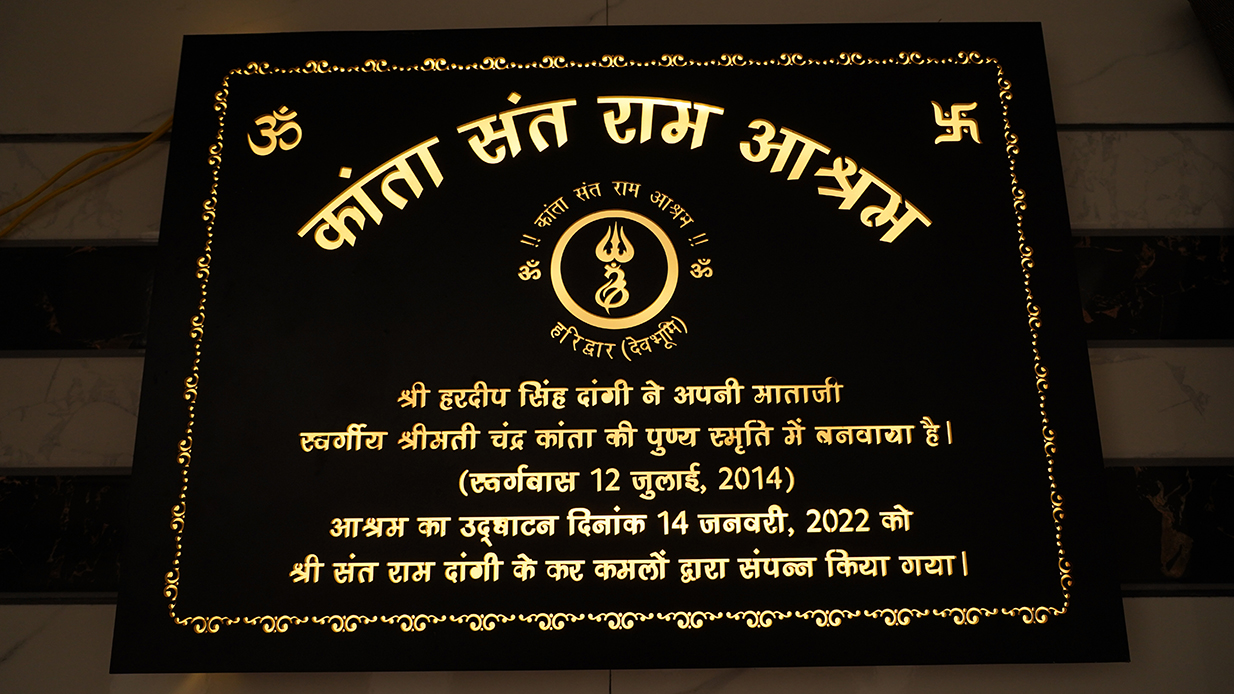 ॐ
कांता संत राम आश्रम
!! कांता संत राम आश्रम !!
ॐ ॐ
हरिद्वार (देवभूमि)
श्री हरदीप सिंह दांगी ने अपनी माताजी
स्वर्गीय श्रीमती चंद्र कांता की पुण्य स्मृति में बनवाया है।
(स्वर्गवास 12 जुलाई, 2014)
आश्रम का उद्घाटन दिनांक 14 जनवरी, 2022 को
श्री संत राम दांगी के कर कमलों द्वारा संपन्न किया गया।